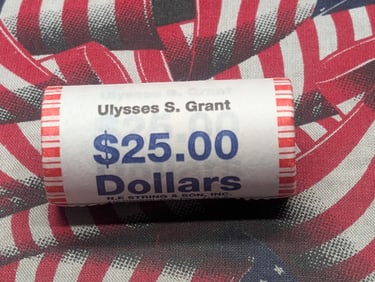 Ulysses S. Grant
$25.00
Dollars
N.F. STRING & SON, INC.